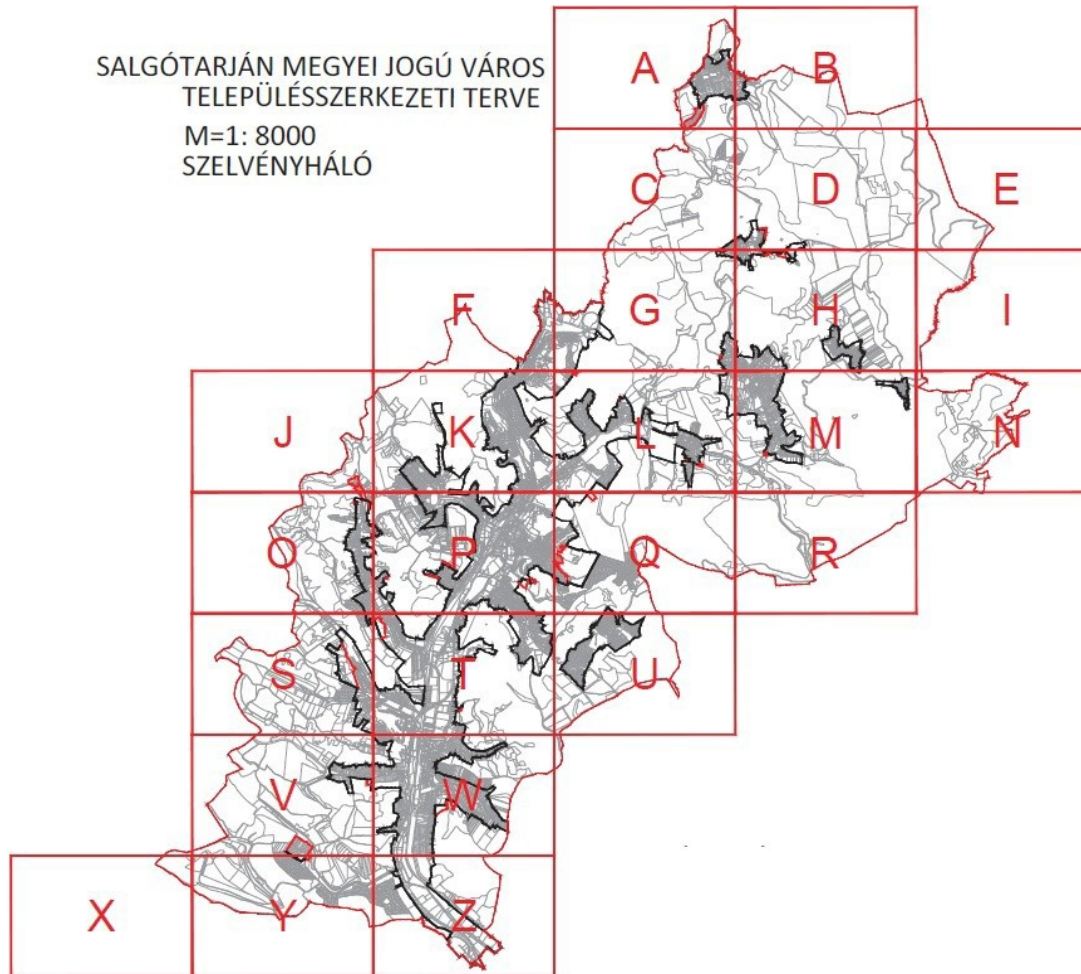 SALGÓTARJÁN MEGYEI JOGÚ VÁROS
TELEPÜLÉSSZERKEZETI TERVE
M=1: 8000
SZELVÉNYHÁLÓ
A B
C D E
F G H I
J K L M N
O P Q R
S T U
V W
X Y Z